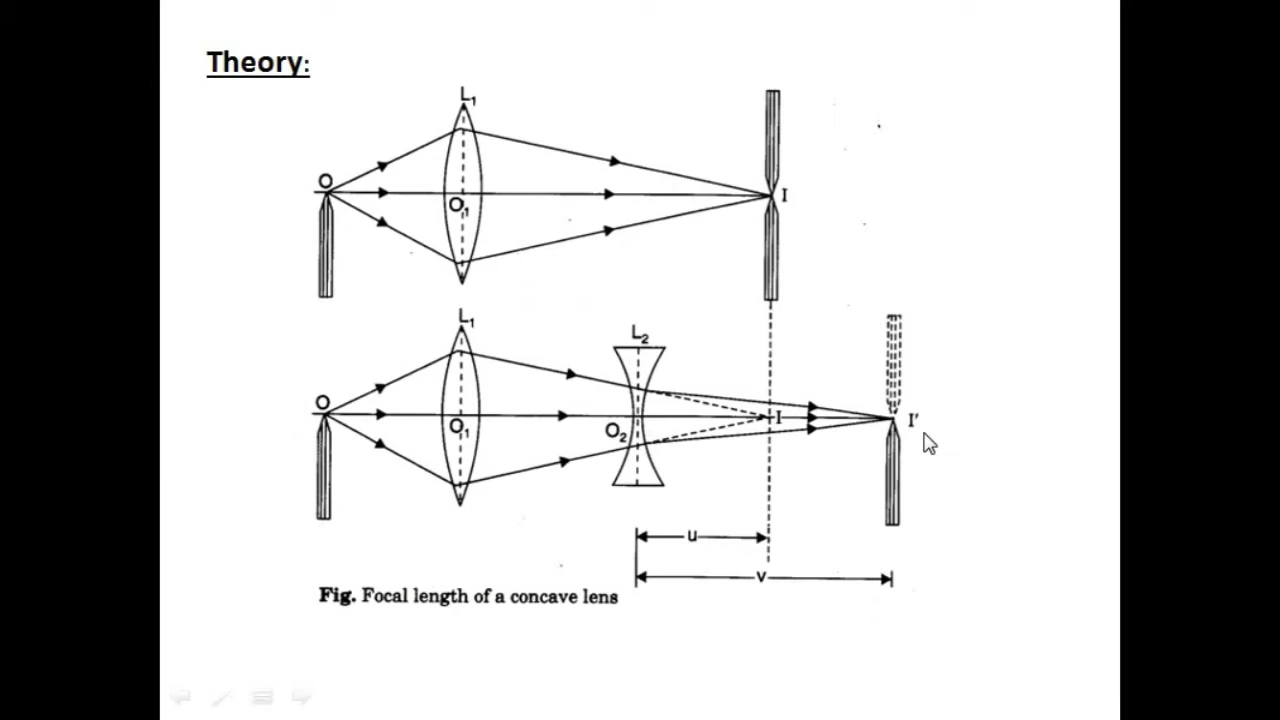 Theory:
L₁
O
O₁
I
L₁
L₂
O
O₁
O₂
I
I'
u
v
Fig. Focal length of a concave lens